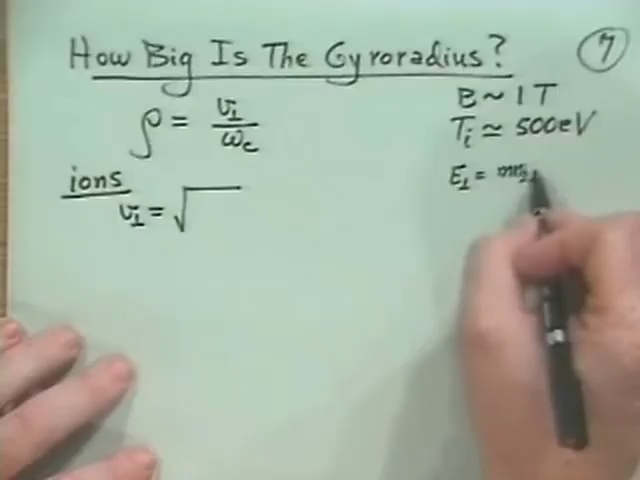 How Big Is The Gyroradius?
7
ρ = v⊥/ωc
B ~ 1 T
Ti ≃ 500eV
ions
v⊥ = √
E⊥ =